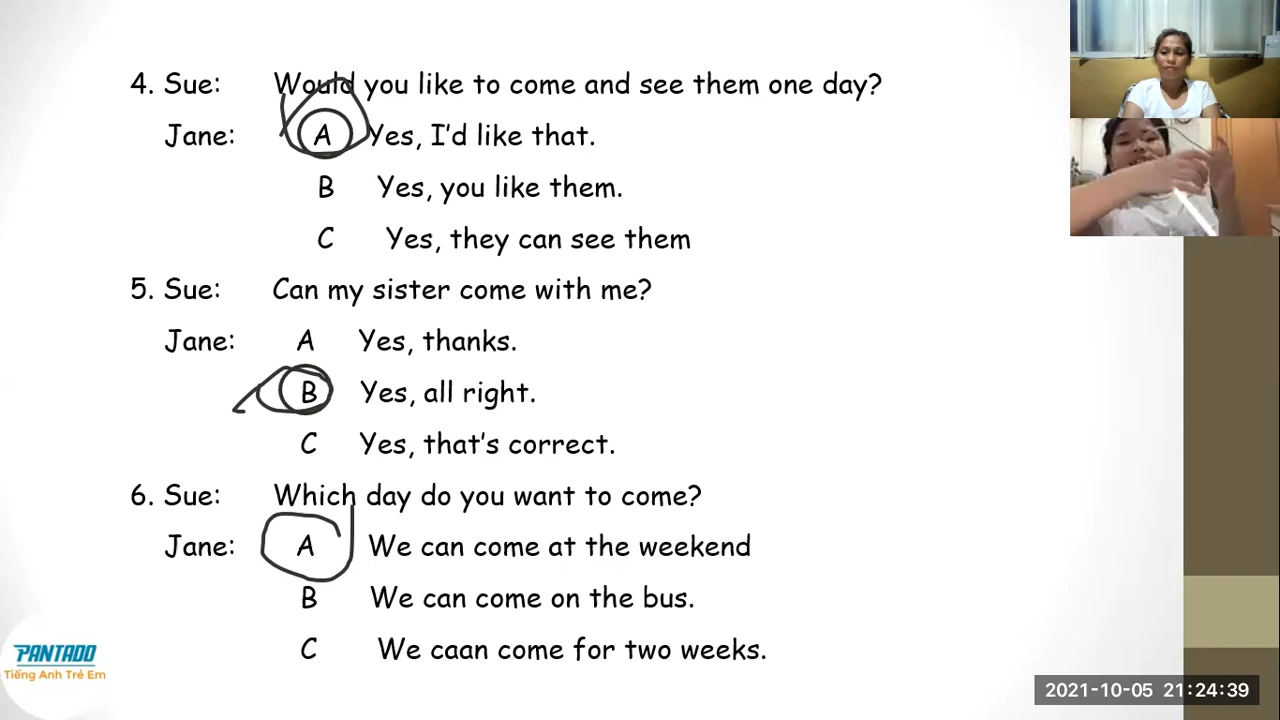 4. Sue: Would you like to come and see them one day?
Jane: A Yes, I'd like that.
B Yes, you like them.
C Yes, they can see them
5. Sue: Can my sister come with me?
Jane: A Yes, thanks.
B Yes, all right.
C Yes, that's correct.
6. Sue: Which day do you want to come?
Jane: A We can come at the weekend
B We can come on the bus.
C We caan come for two weeks.
PANTADO
Tiếng Anh Trẻ Em
2021-10-05 21:24:39